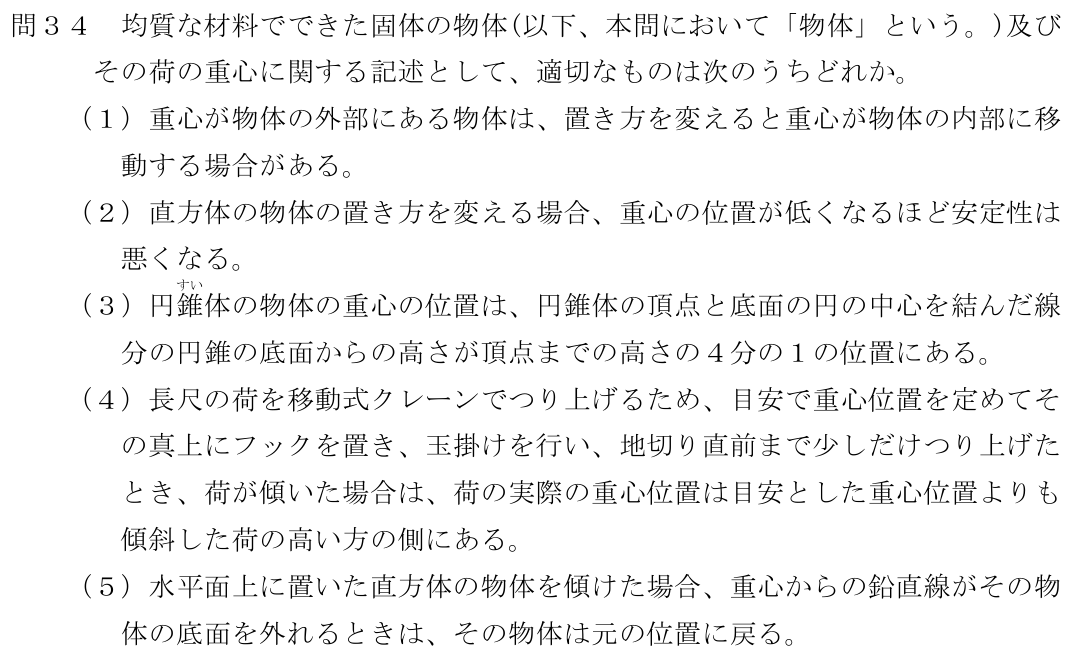 問３４　均質な材料でできた固体の物体(以下、本問において「物体」という。)及び
その荷の重心に関する記述として、適切なものは次のうちどれか。
（１）重心が物体の外部にある物体は、置き方を変えると重心が物体の内部に移
動する場合がある。
（２）直方体の物体の置き方を変える場合、重心の位置が低くなるほど安定性は
悪くなる。
すい
（３）円錐体の物体の重心の位置は、円錐体の頂点と底面の円の中心を結んだ線
分の円錐の底面からの高さが頂点までの高さの４分の１の位置にある。
（４）長尺の荷を移動式クレーンでつり上げるため、目安で重心位置を定めてそ
の真上にフックを置き、玉掛けを行い、地切り直前まで少しだけつり上げた
とき、荷が傾いた場合は、荷の実際の重心位置は目安とした重心位置よりも
傾斜した荷の高い方の側にある。
（５）水平面上に置いた直方体の物体を傾けた場合、重心からの鉛直線がその物
体の底面を外れるときは、その物体は元の位置に戻る。